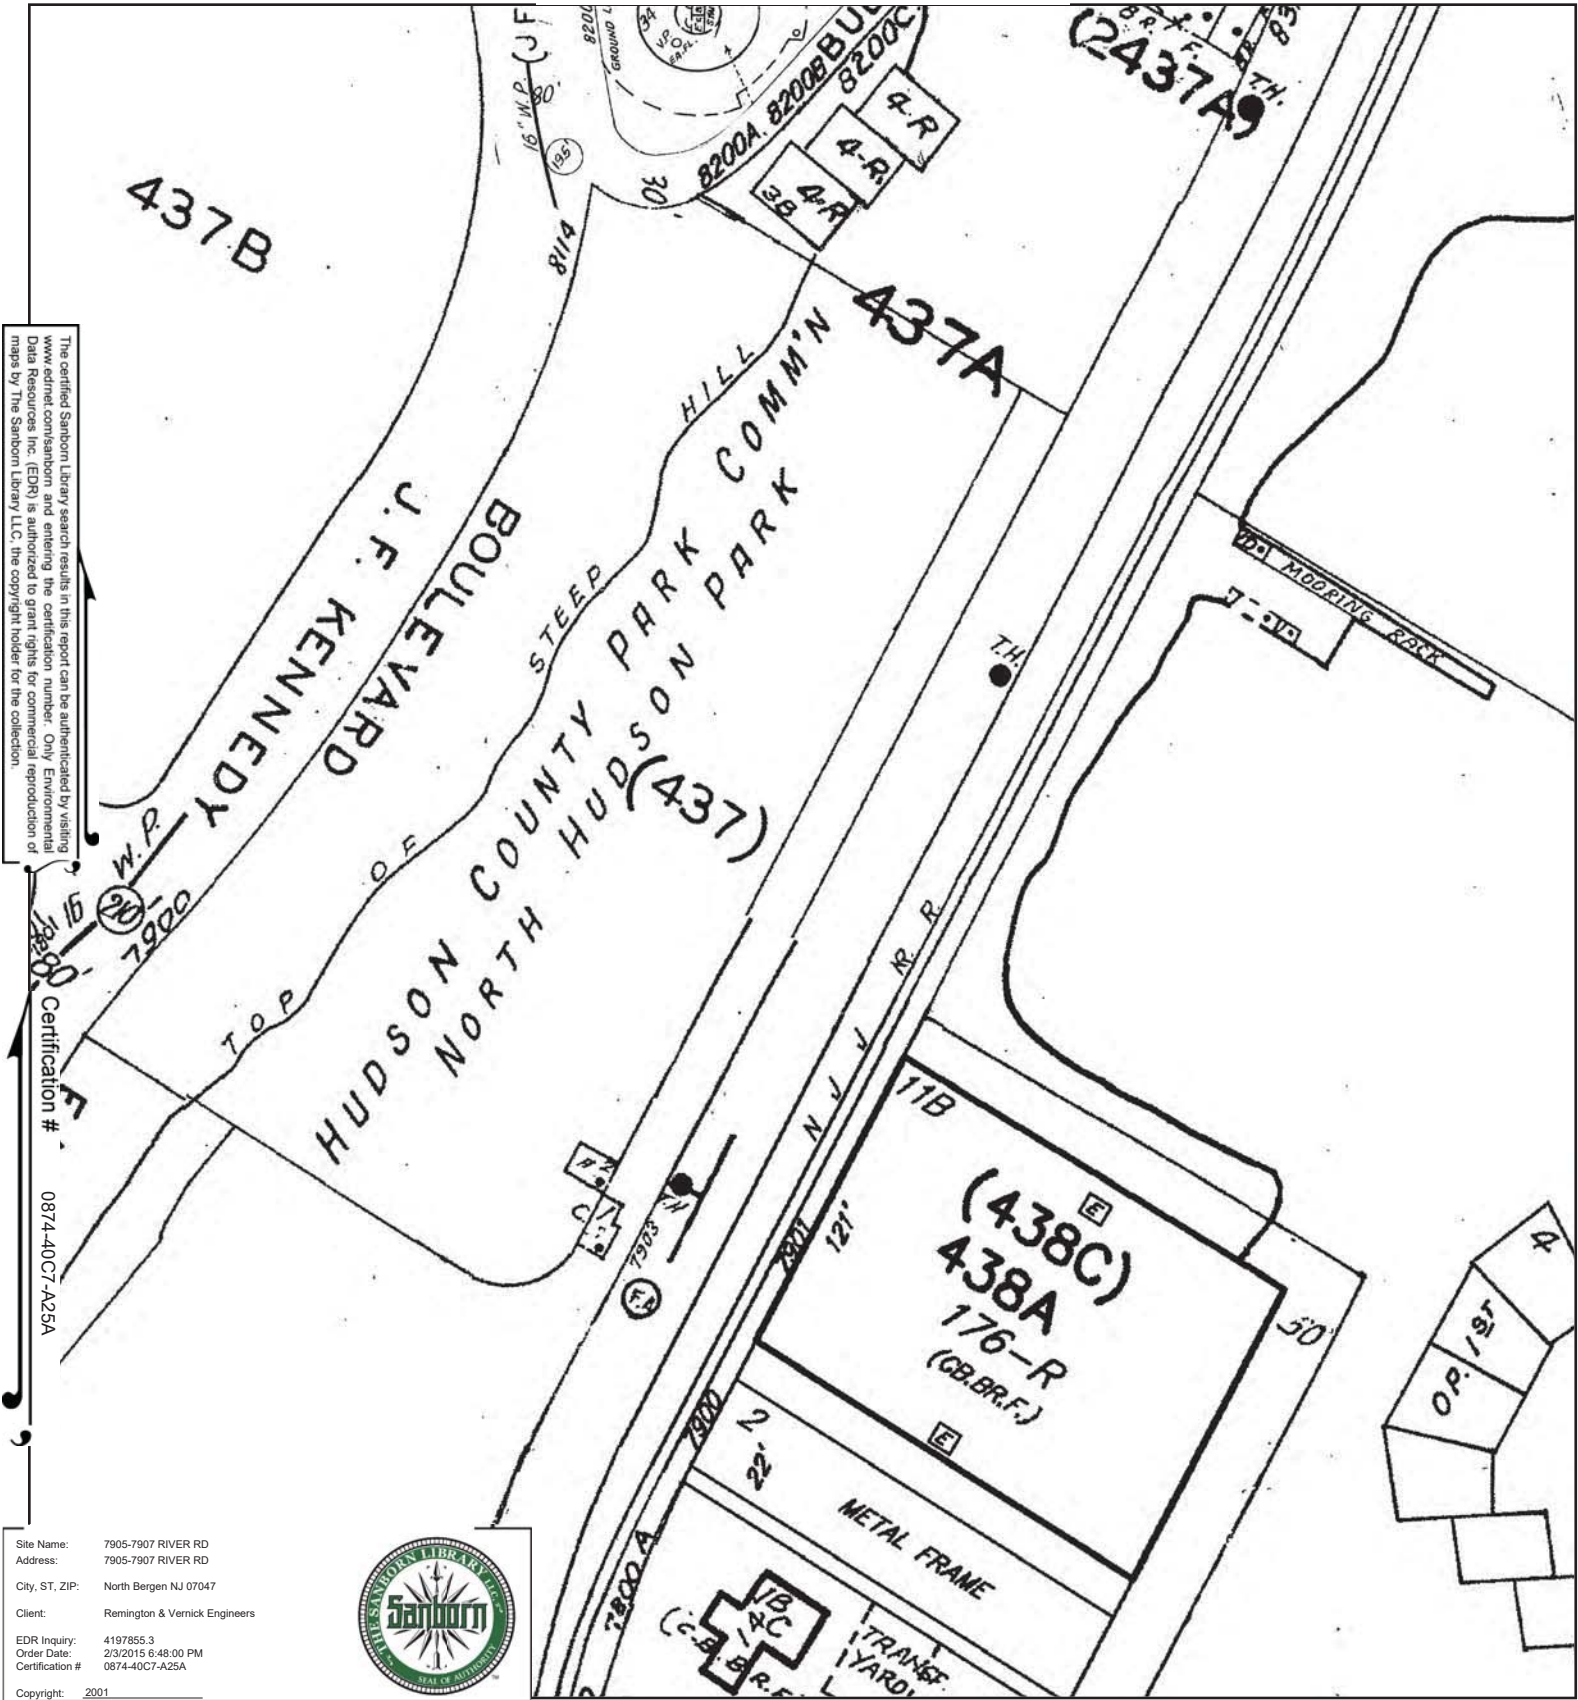 (J F
16" W.P.
80'
195'
8200
GROUND
34
30
8200A.
8200B
BUL
8200C
4-R
4-R.
3B
4-R
(2437A)
T.H.
83
437B
8114
437A
HILL
STEEP
OF
TOP
HUDSON COUNTY PARK COMM'N
NORTH HUDSON PARK
(437)
BOULEVARD
J. F. KENNEDY
W.P.
16
26
7900
80
F
MOORING RACK
T.H.
N J J R. R.
T.H
7903
7901
121'
11B
E
(438C)
438A
176-R
(CB.BR.F.)
E
50'
7900
2
22'
METAL FRAME
7800 A
1B
14C
(C.B. BR.F
TRANSF.
YARD
4
OP. 1ST
The certified Sanborn Library search results in this report can be authenticated by visiting
www.edrnet.com/sanborn and entering the certification number. Only Environmental
Data Resources Inc. (EDR) is authorized to grant rights for commercial reproduction of
maps by The Sanborn Library LLC, the copyright holder for the collection.
Certification # 0874-40C7-A25A
Site Name: 7905-7907 RIVER RD
Address: 7905-7907 RIVER RD
City, ST, ZIP: North Bergen NJ 07047
Client: Remington & Vernick Engineers
EDR Inquiry: 4197855.3
Order Date: 2/3/2015 6:48:00 PM
Certification # 0874-40C7-A25A
Copyright: 2001
THE SANBORN LIBRARY, LLC
Sanborn
SEAL OF AUTHORITY